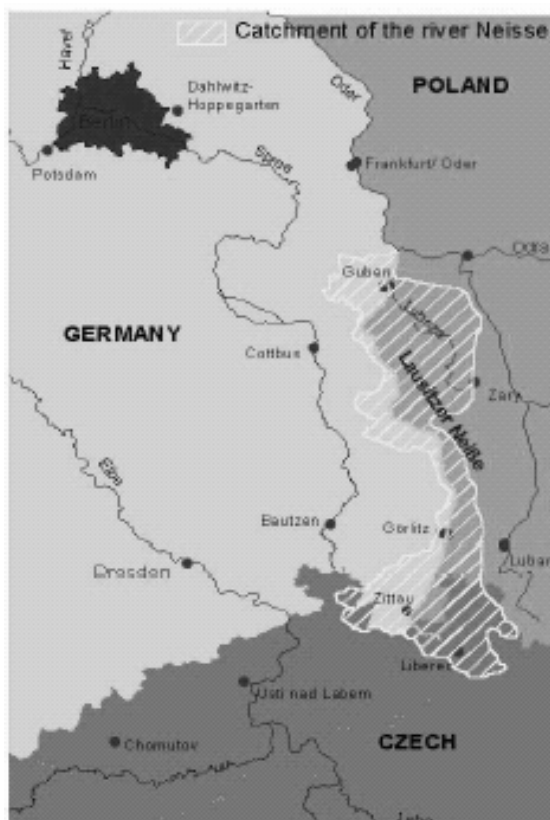 Catchment of the river Neisse
Havel
Oder
POLAND
Dahlwitz-
Hoppegarten
Berlin
Spree
Potsdam
Frankfurt/ Oder
Odra
Guben
Lubsza
GERMANY
Cottbus
Lausitzer Neiße
Zary
Elbe
Bautzen
Görlitz
Dresden
Luban
Zittau
Liberec
Usti nad Labem
Chomutov
CZECH